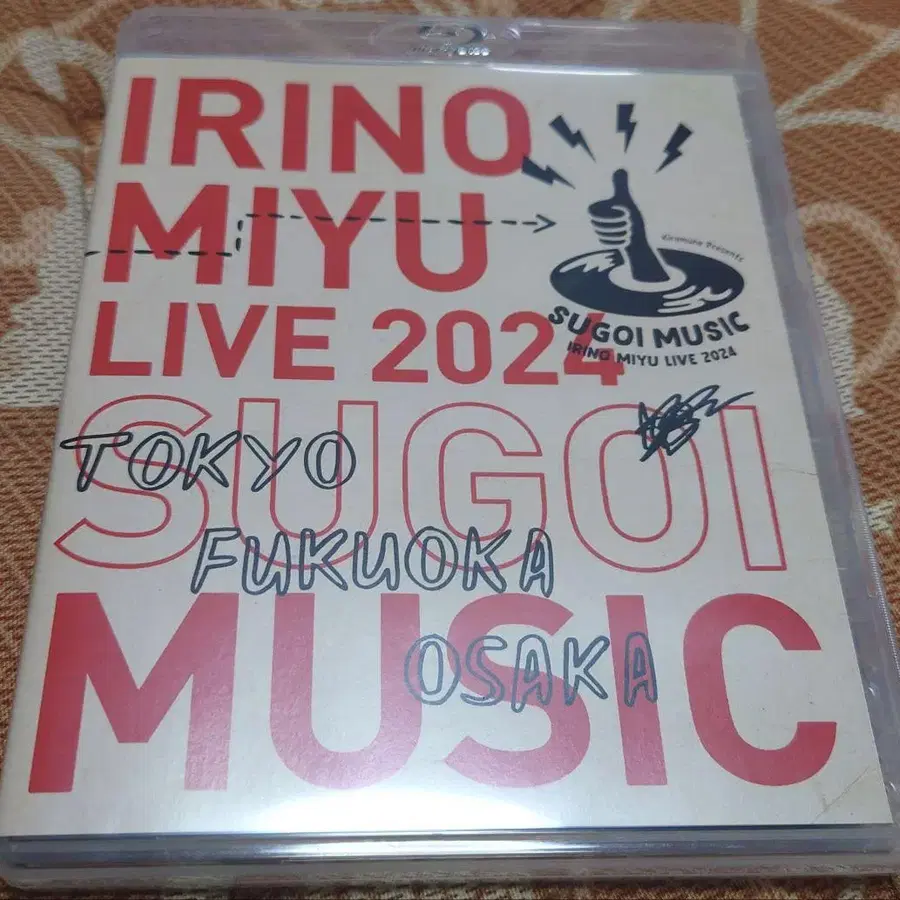 IRINO
MIYU
LIVE 2024
Kiramune Presents
SUGOI MUSIC
IRINO MIYU LIVE 2024
SUGOI
TOKYO
FUKUOKA
OSAKA
MUSIC